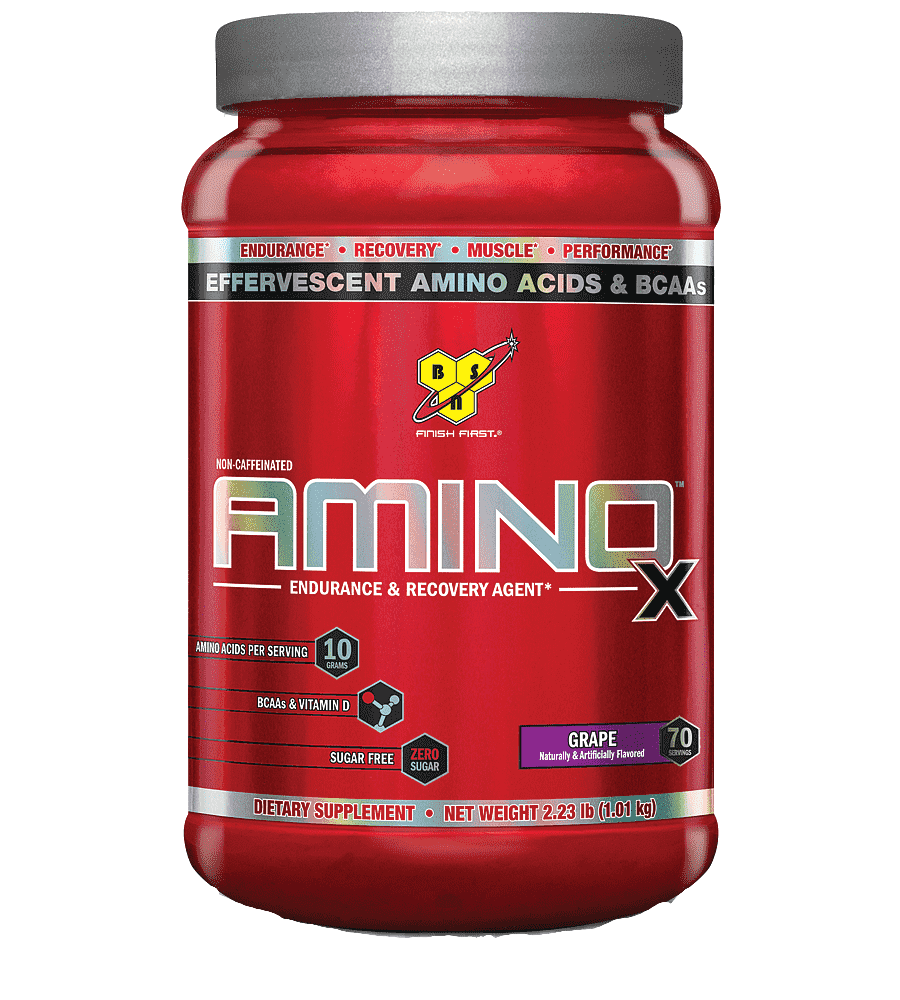 ENDURANCE* • RECOVERY* • MUSCLE* • PERFORMANCE*
EFFERVESCENT AMINO ACIDS & BCAAs
B S
N
FINISH FIRST.®
NON-CAFFEINATED
AMINO™
X
ENDURANCE & RECOVERY AGENT*
AMINO ACIDS PER SERVING 10
GRAMS
BCAAs & VITAMIN D
SUGAR FREE ZERO
SUGAR
GRAPE
Naturally & Artificially Flavored
70
SERVINGS
DIETARY SUPPLEMENT • NET WEIGHT 2.23 lb (1.01 kg)